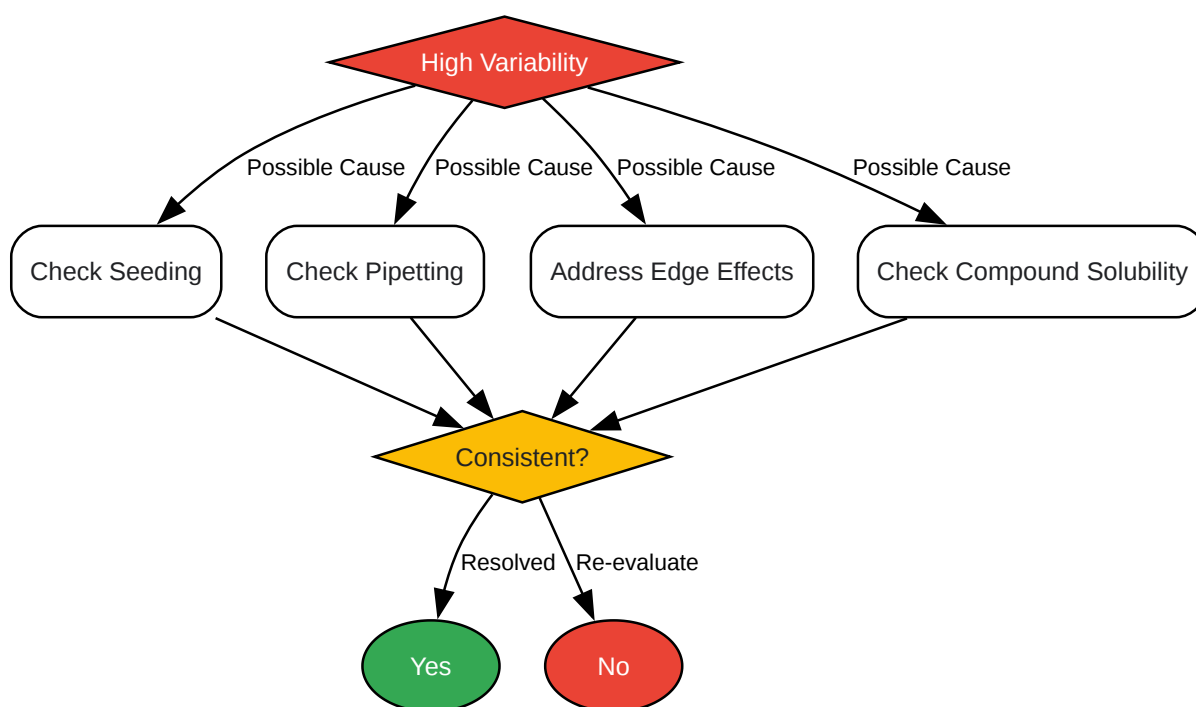 High Variability
Possible Cause
Possible Cause
Possible Cause
Possible Cause
Check Seeding
Check Pipetting
Address Edge Effects
Check Compound Solubility
Consistent?
Resolved
Re-evaluate
Yes
No